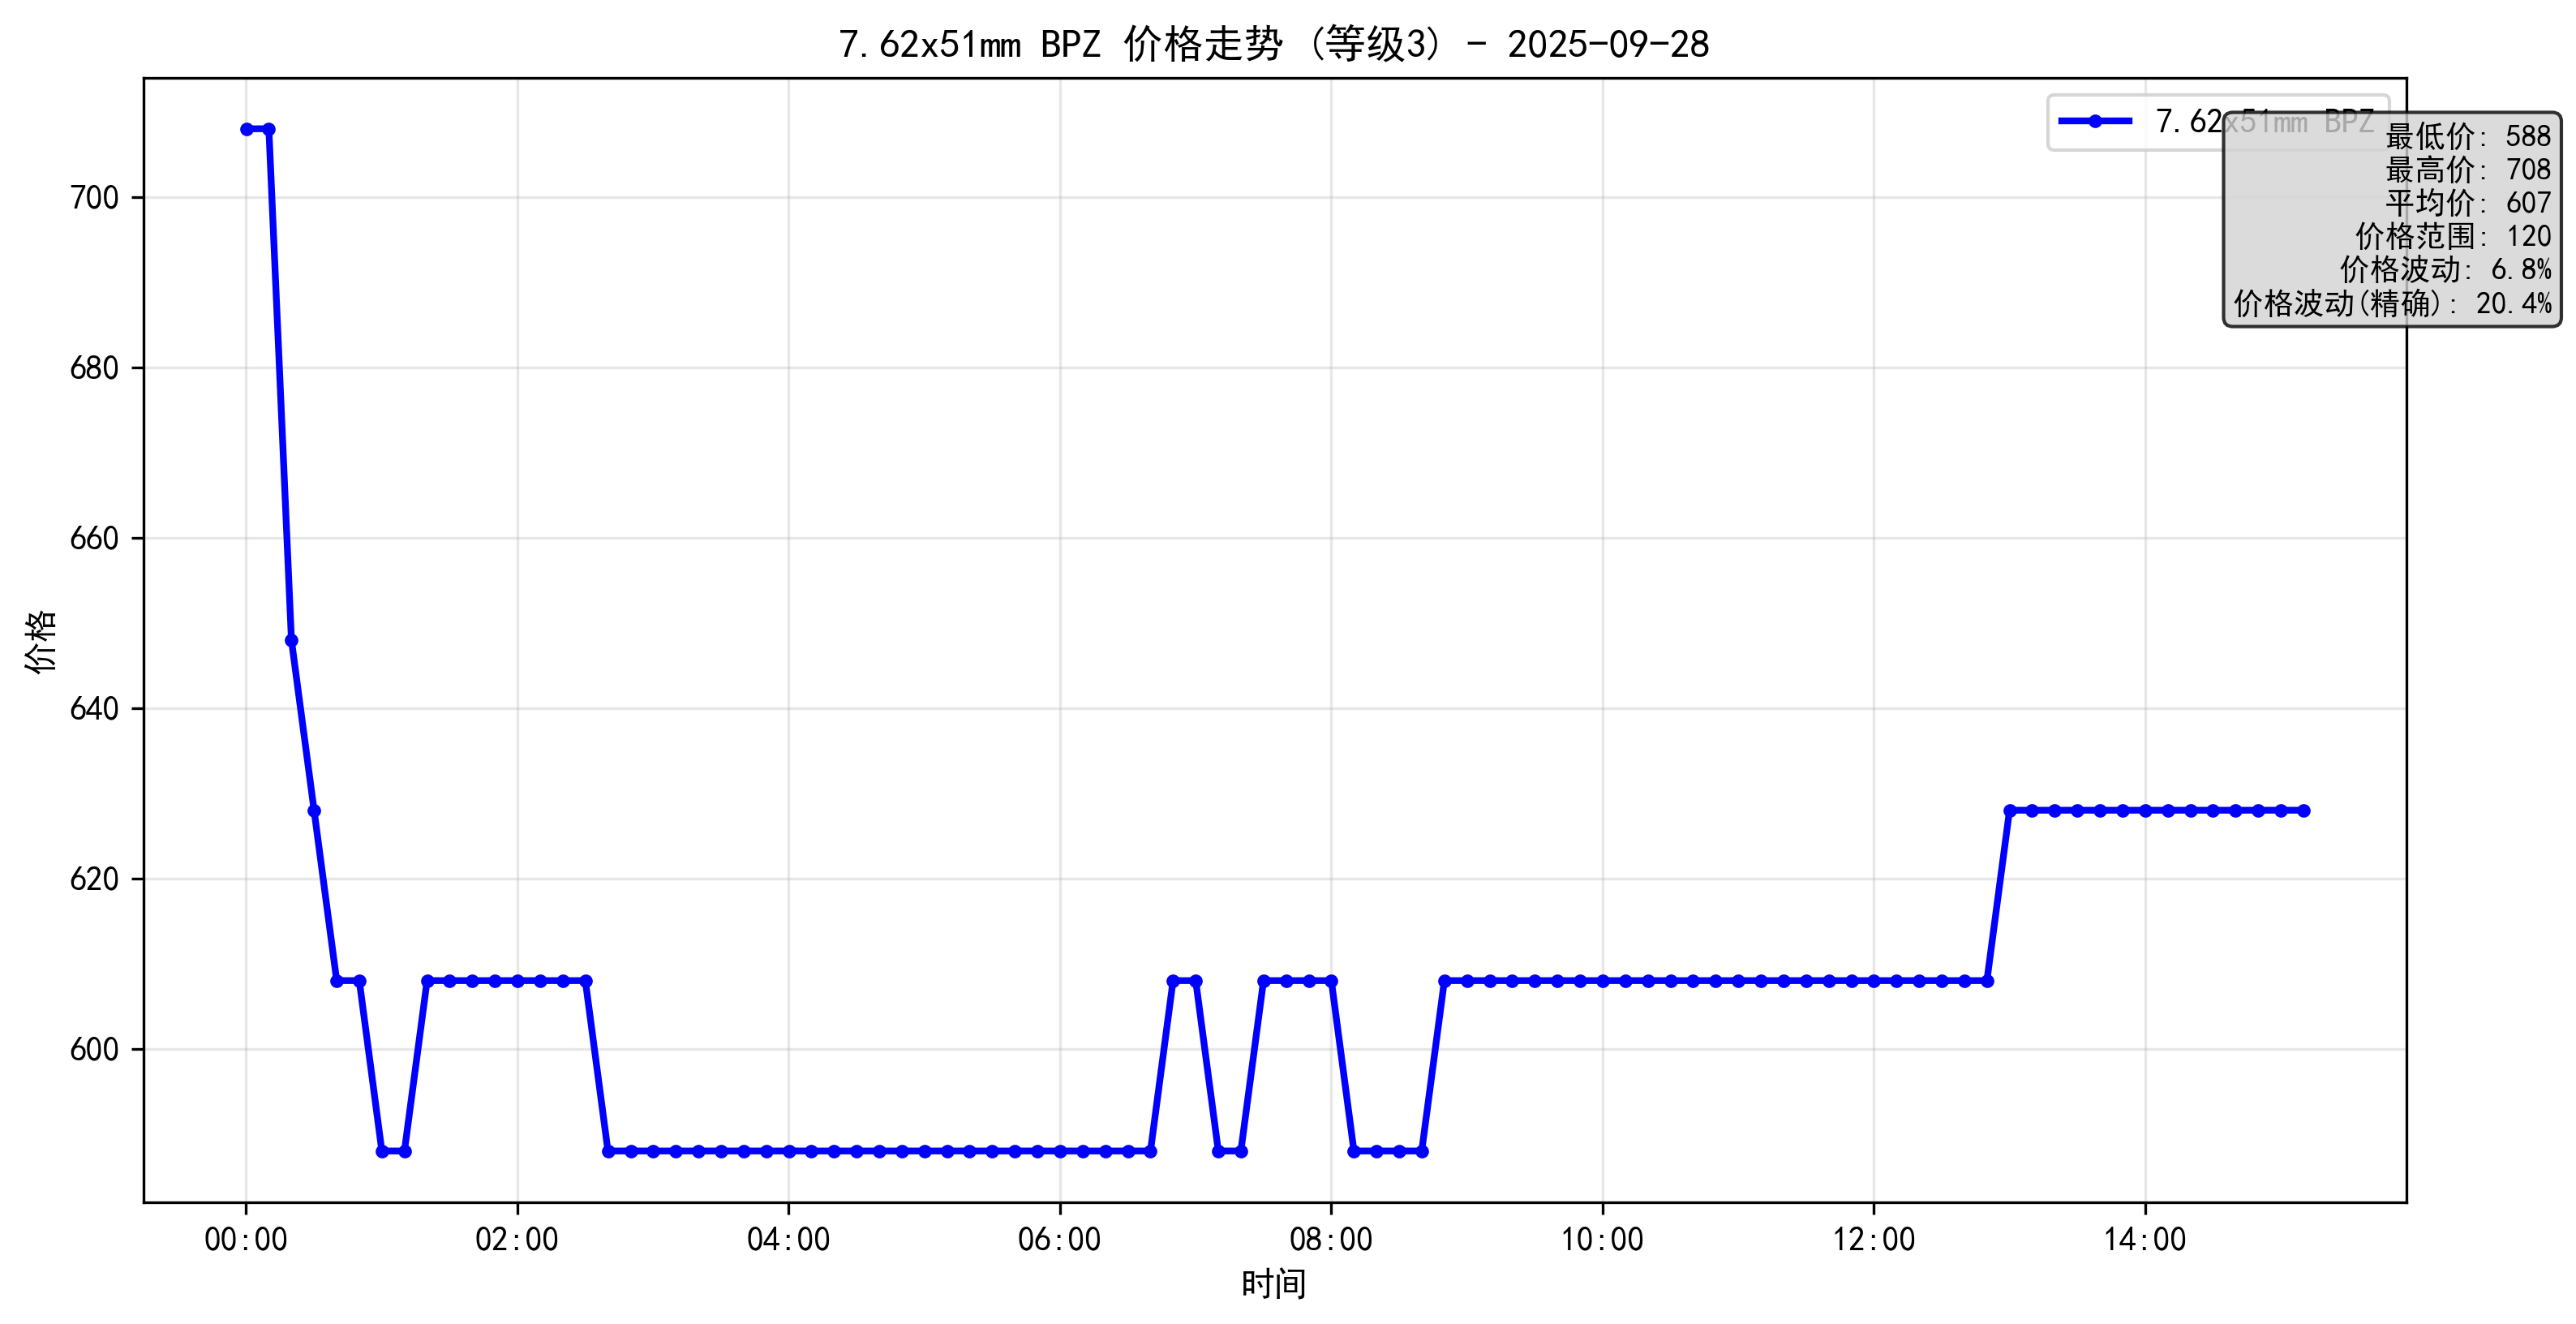 7.62x51mm BPZ 价格走势 (等级3) - 2025-09-28
7.62x51mm BPZ
最低价: 588
最高价: 708
平均价: 607
价格范围: 120
价格波动: 6.8%
价格波动(精确): 20.4%
700
680
660
640
620
600
价格
00:00 02:00 04:00 06:00 08:00 10:00 12:00 14:00
时间